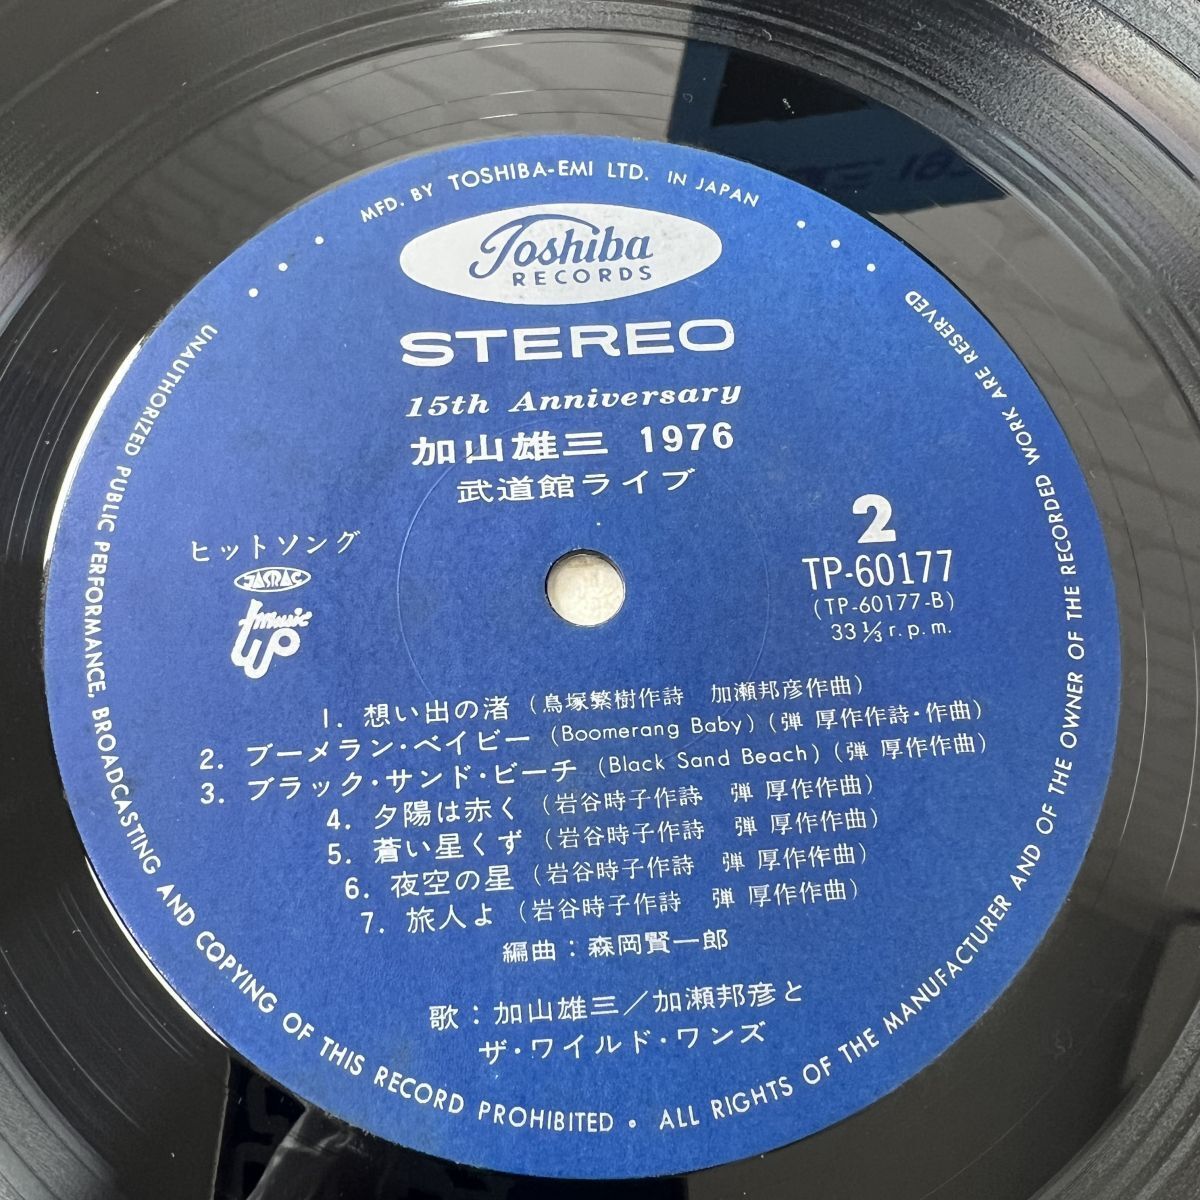 MFD. BY TOSHIBA-EMI LTD. IN JAPAN
Toshiba
RECORDS
STEREO
15th Anniversary
加山雄三 1976
武道館ライブ
ヒットソング
JASRAC
music
UP
2
TP-60177
(TP-60177-B)
33 1/3 r.p.m.
1. 想い出の渚 (鳥塚繁樹作詩 加瀬邦彦作曲)
2. ブーメラン・ベイビー (Boomerang Baby) (弾 厚作作詩・作曲)
3. ブラック・サンド・ビーチ (Black Sand Beach) (弾 厚作作曲)
4. 夕陽は赤く (岩谷時子作詩 弾 厚作作曲)
5. 蒼い星くず (岩谷時子作詩 弾 厚作作曲)
6. 夜空の星 (岩谷時子作詩 弾 厚作作曲)
7. 旅人よ (岩谷時子作詩 弾 厚作作曲)
編曲：森岡賢一郎
歌：加山雄三／加瀬邦彦と
ザ・ワイルド・ワンズ
UNAUTHORIZED PUBLIC PERFORMANCE, BROADCASTING AND COPYING OF THIS RECORD PROHIBITED • ALL RIGHTS OF THE MANUFACTURER AND OF THE OWNER OF THE RECORDED WORK ARE RESERVED